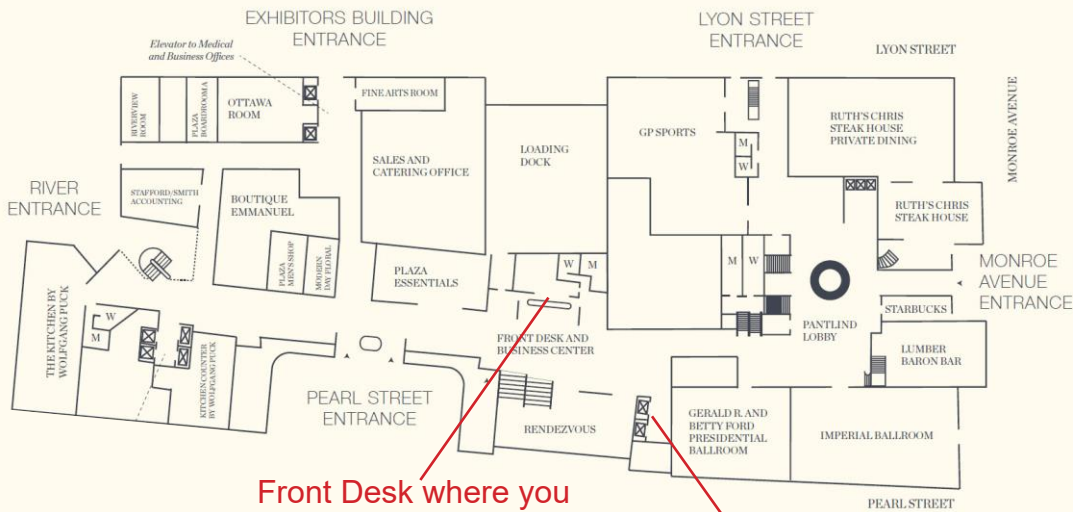 EXHIBITORS BUILDING
ENTRANCE
LYON STREET
ENTRANCE
LYON STREET
Elevator to Medical
and Business Offices
RIVERVIEW
ROOM
PLAZA
BOARDROOM A
OTTAWA
ROOM
FINE ARTS ROOM
SALES AND
CATERING OFFICE
LOADING
DOCK
GP SPORTS
M
W
RUTH'S CHRIS
STEAK HOUSE
PRIVATE DINING
MONROE AVENUE
RIVER
ENTRANCE
STAFFORD/SMITH
ACCOUNTING
BOUTIQUE
EMMANUEL
PLAZA
MEN'S SHOP
MODERN
DAY FLORAL
RUTH'S CHRIS
STEAK HOUSE
PLAZA
ESSENTIALS
W
M
M
W
MONROE
AVENUE
ENTRANCE
STARBUCKS
THE KITCHEN BY
WOLFGANG PUCK
W
M
KITCHEN COUNTER
BY WOLFGANG PUCK
FRONT DESK AND
BUSINESS CENTER
PANTLIND
LOBBY
LUMBER
BARON BAR
PEARL STREET
ENTRANCE
RENDEZVOUS
GERALD R. AND
BETTY FORD
PRESIDENTIAL
BALLROOM
IMPERIAL BALLROOM
Front Desk where you
PEARL STREET